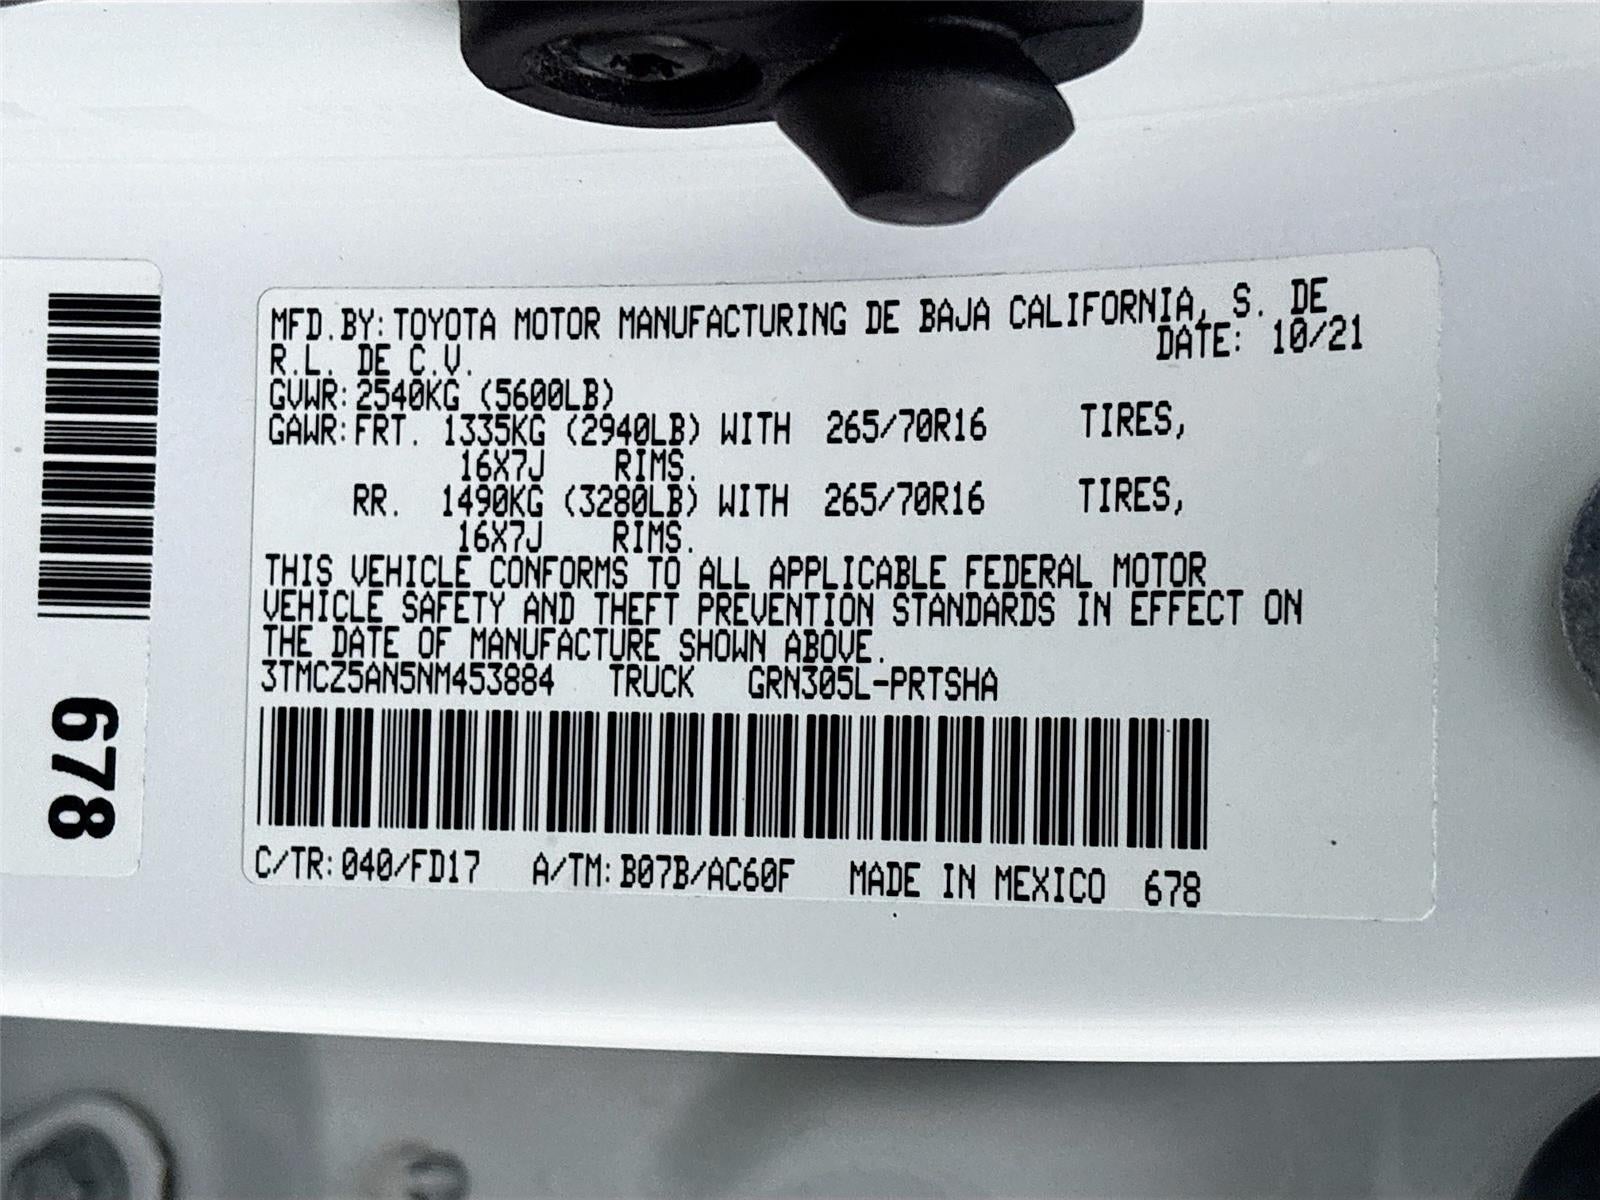 MFD.BY:TOYOTA MOTOR MANUFACTURING DE BAJA CALIFORNIA, S. DE
R.L. DE C.V. DATE: 10/21
GVWR:2540KG (5600LB)
GAWR:FRT. 1335KG (2940LB) WITH 265/70R16 TIRES,
16X7J RIMS.
RR. 1490KG (3280LB) WITH 265/70R16 TIRES,
16X7J RIMS.
THIS VEHICLE CONFORMS TO ALL APPLICABLE FEDERAL MOTOR
VEHICLE SAFETY AND THEFT PREVENTION STANDARDS IN EFFECT ON
THE DATE OF MANUFACTURE SHOWN ABOVE.
3TMCZ5AN5NM453884 TRUCK GRN305L-PRTSHA
C/TR:040/FD17 A/TM:B07B/AC60F MADE IN MEXICO 678
678